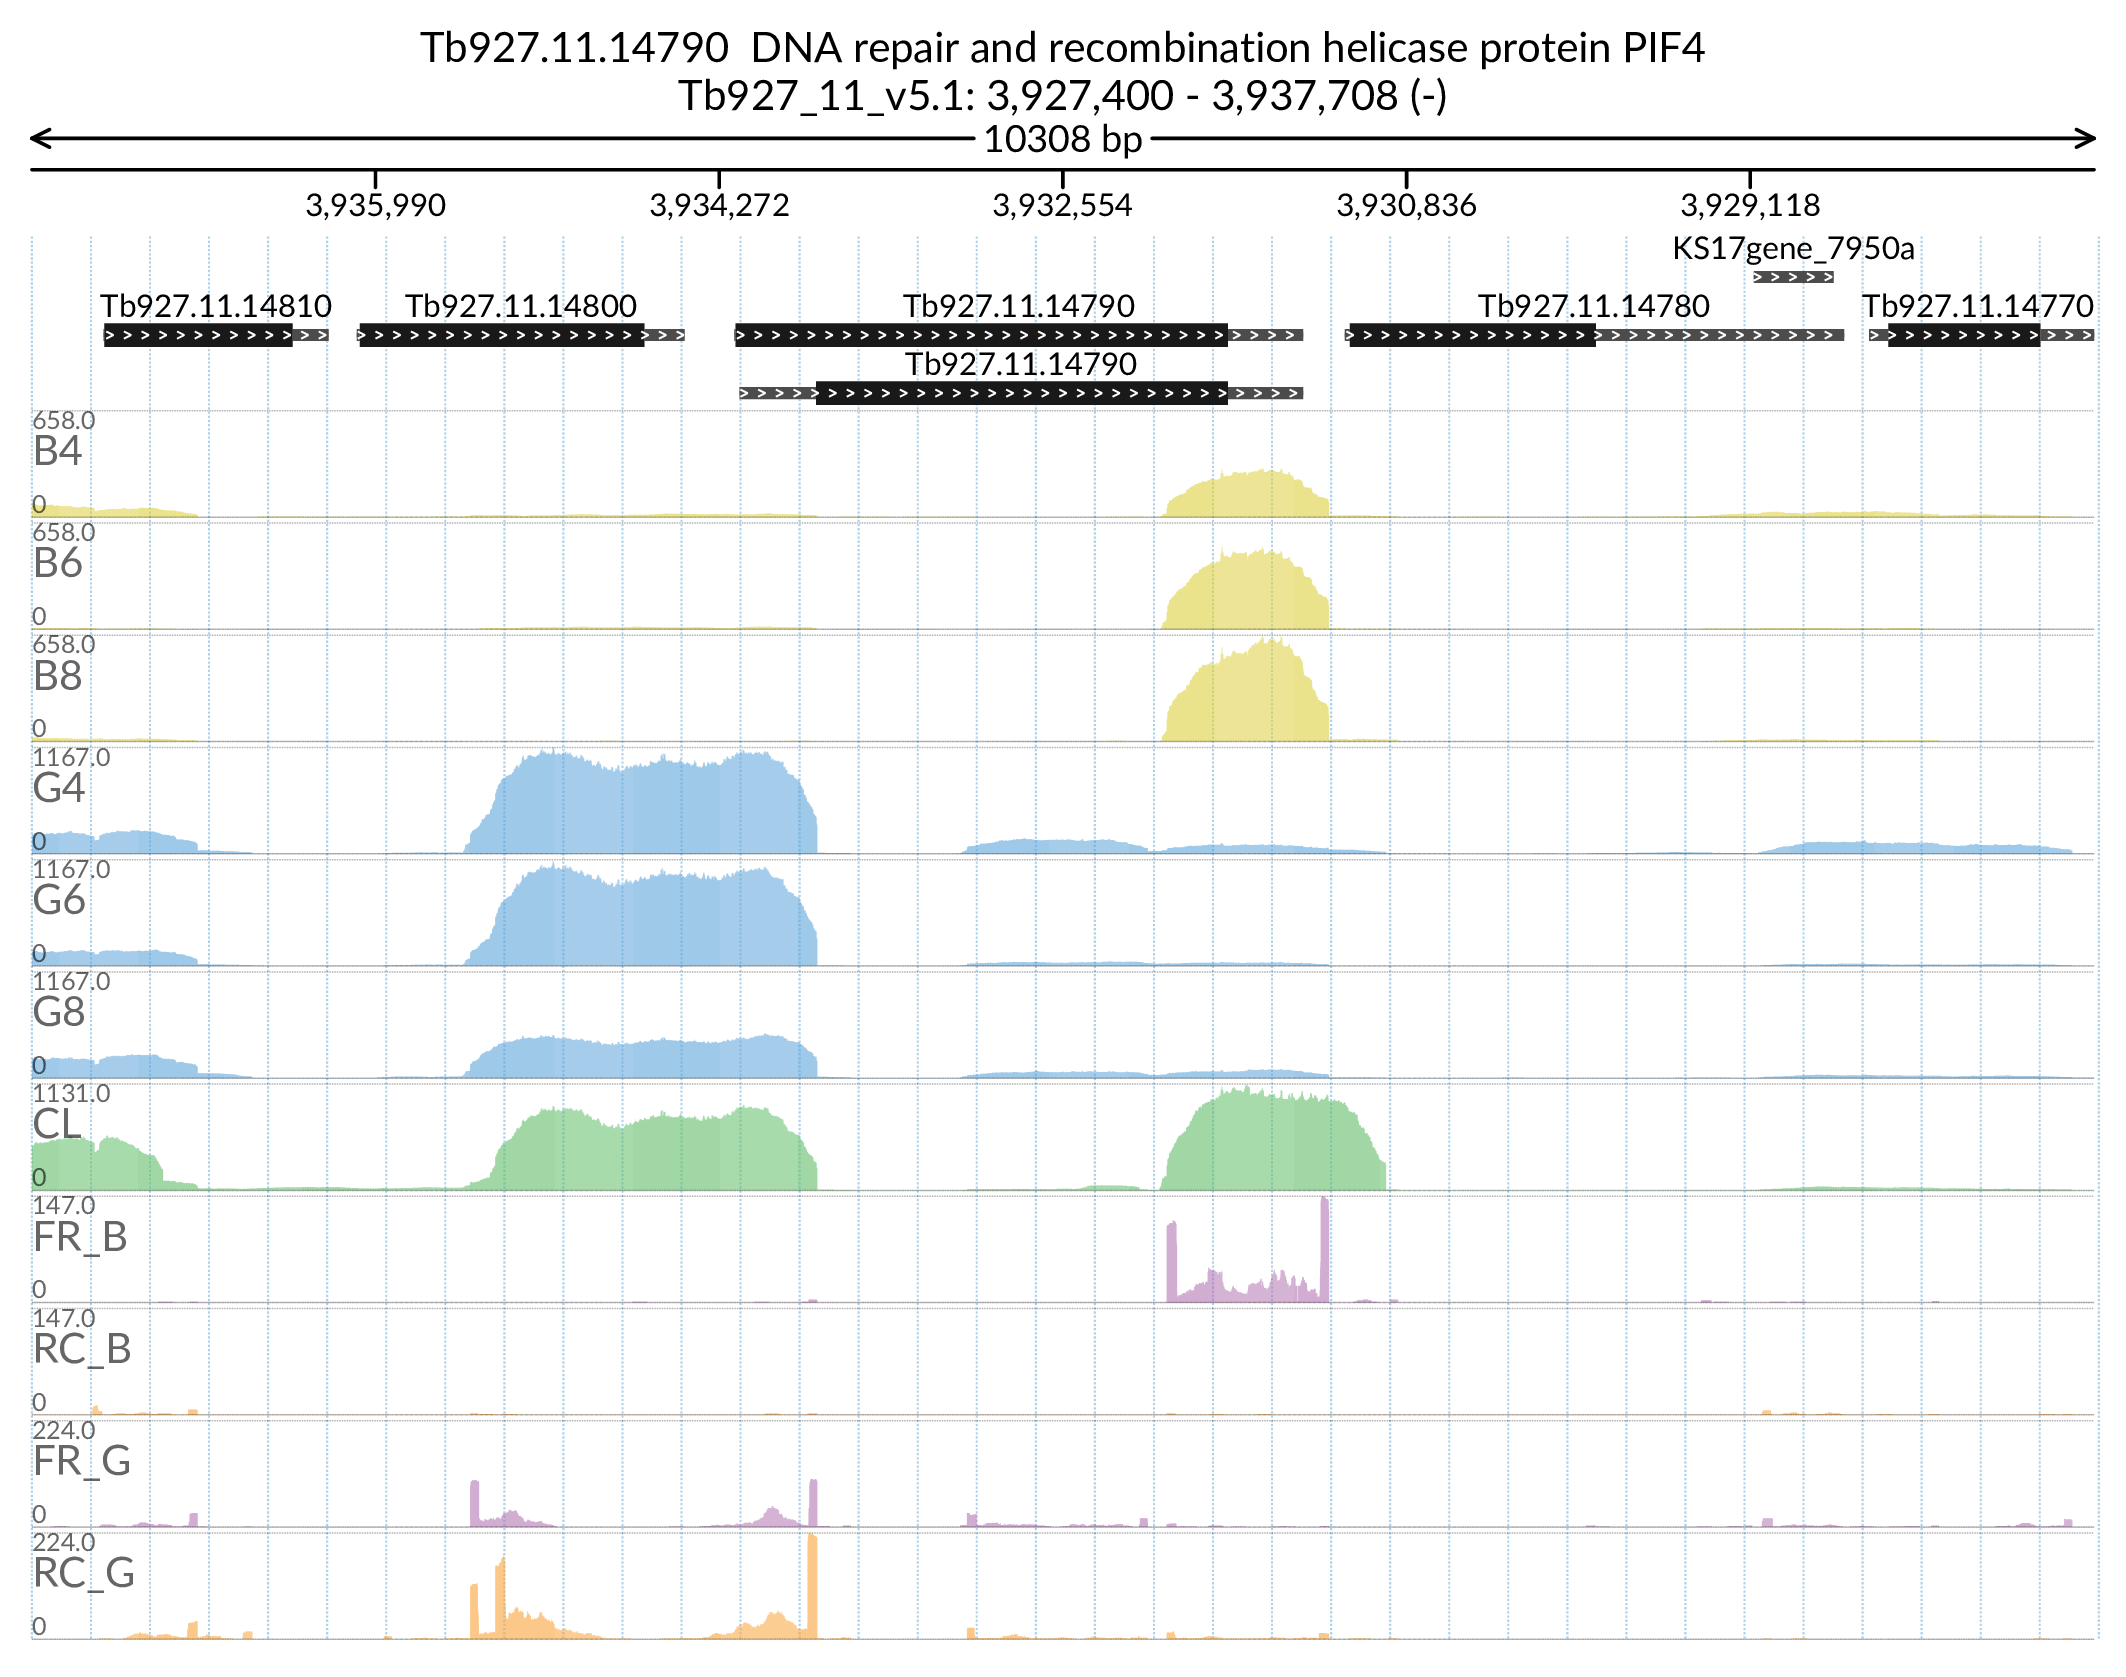 Tb927.11.14790  DNA repair and recombination helicase protein PIF4
Tb927_11_v5.1: 3,927,400 - 3,937,708 (-)
10308 bp
3,935,990 3,934,272 3,932,554 3,930,836 3,929,118
KS17gene_7950a
Tb927.11.14810 Tb927.11.14800 Tb927.11.14790 Tb927.11.14780 Tb927.11.14770
Tb927.11.14790
658.0
B4
0
658.0
B6
0
658.0
B8
0
1167.0
G4
0
1167.0
G6
0
1167.0
G8
0
1131.0
CL
0
147.0
FR_B
0
147.0
RC_B
0
224.0
FR_G
0
224.0
RC_G
0